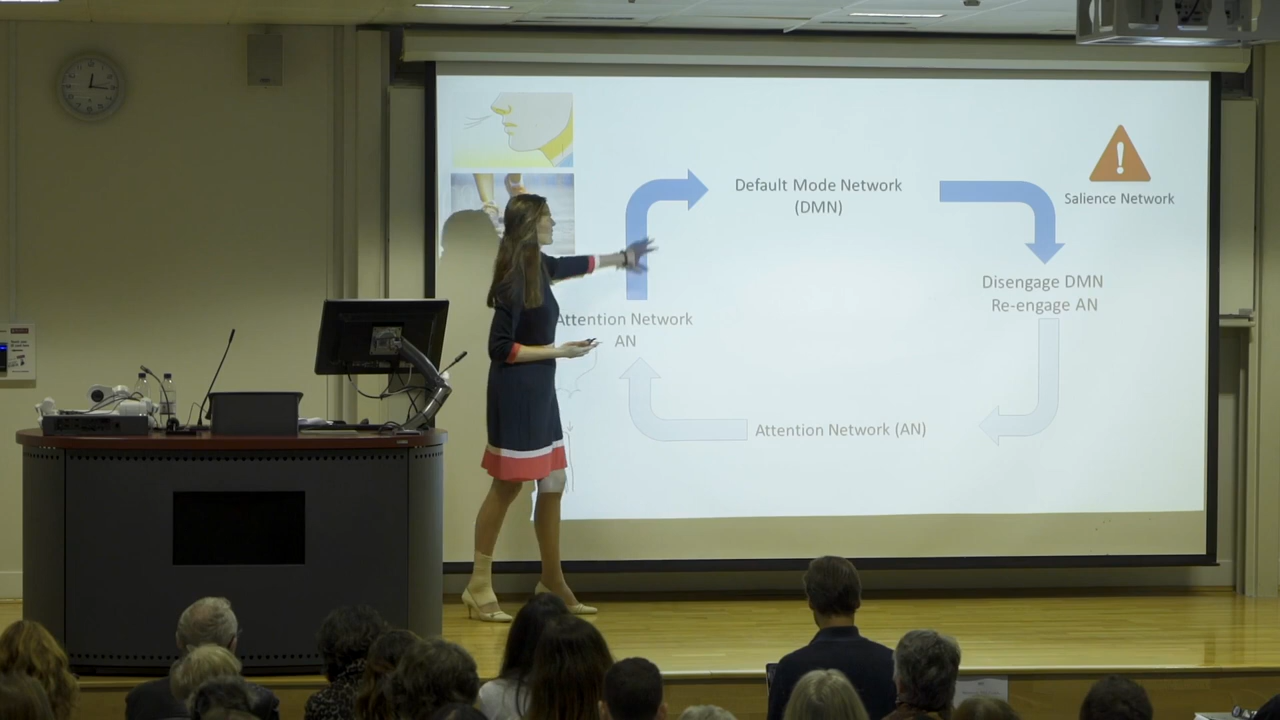 Default Mode Network
(DMN)
Salience Network
Disengage DMN
Re-engage AN
Attention Network
AN
Attention Network (AN)